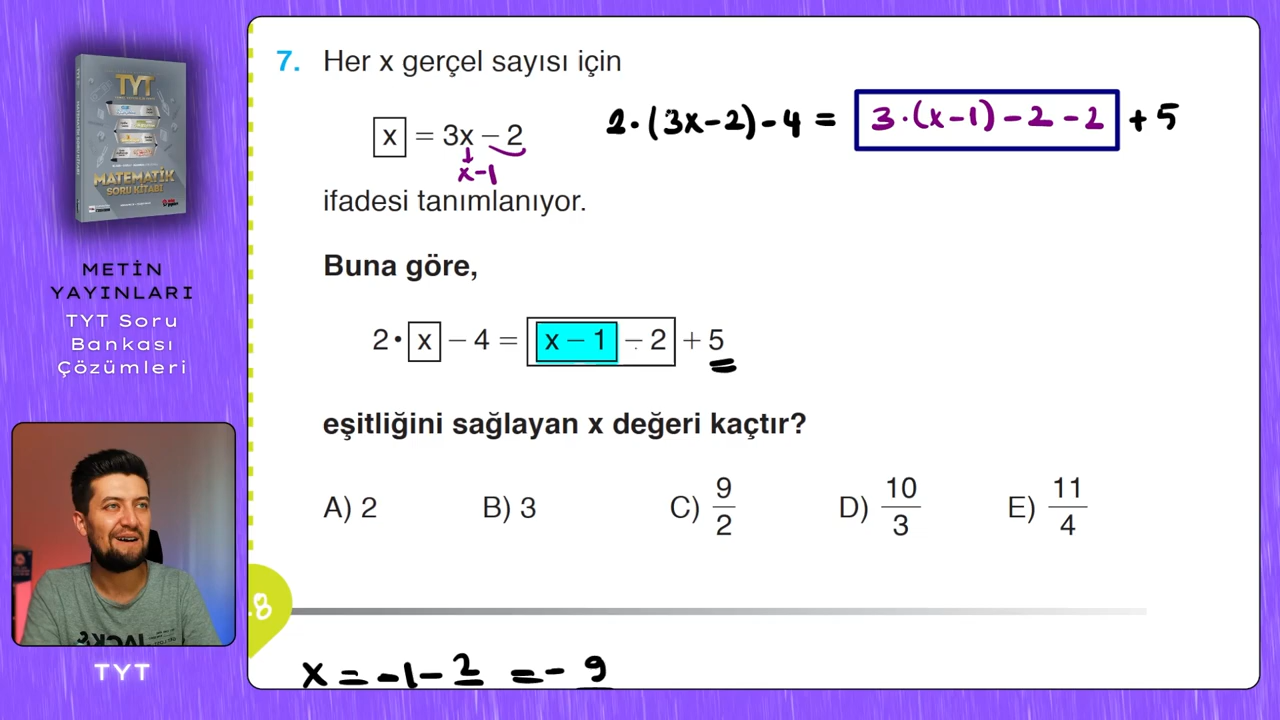 TYT
MATEMATİK
SORU KİTABI
METİN
YAYINLARI
TYT Soru
Bankası
Çözümleri
TYT
7. Her x gerçel sayısı için
2·(3x-2)-4 = 3·(x-1)-2-2 +5
x = 3x – 2
x-1
ifadesi tanımlanıyor.
Buna göre,
2 • x – 4 = x – 1 – 2 + 5
eşitliğini sağlayan x değeri kaçtır?
A) 2 B) 3 C) 9/2 D) 10/3 E) 11/4
8
x = -1 - 2 = - 9